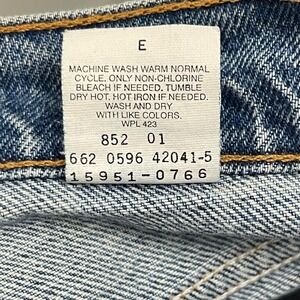 E
MACHINE WASH WARM NORMAL
CYCLE. ONLY NON-CHLORINE
BLEACH IF NEEDED. TUMBLE
DRY HOT. HOT IRON IF NEEDED.
WASH AND DRY
WITH LIKE COLORS.
WPL 423
852 01
662 0596 42041-5
15951-0766